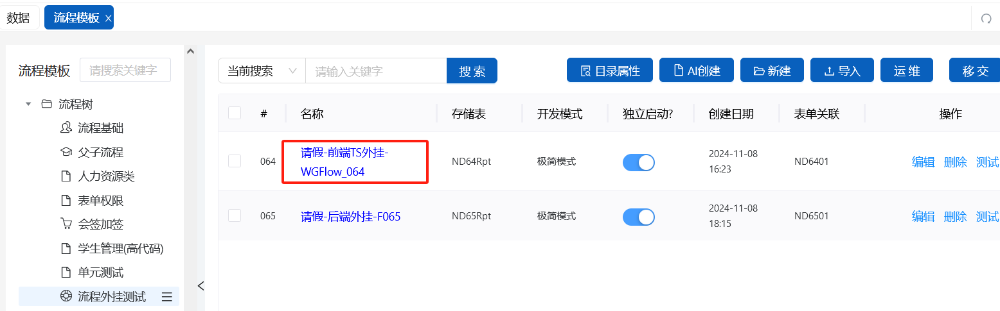 数据
流程模板 ×
流程模板 请搜索关键字
流程树
流程基础
父子流程
人力资源类
表单权限
会签加签
学生管理(高代码)
单元测试
流程外挂测试
当前搜索 请输入关键字 搜索 目录属性 AI创建 新建 导入 运维 移交
# 名称 存储表 开发模式 独立启动? 创建日期 表单关联 操作
064 请假-前端TS外挂-
WGFlow_064 ND64Rpt 极简模式 2024-11-08
16:23 ND6401 编辑 删除 测试
065 请假-后端外挂-F065 ND65Rpt 极简模式 2024-11-08
18:15 ND6501 编辑 删除 测试